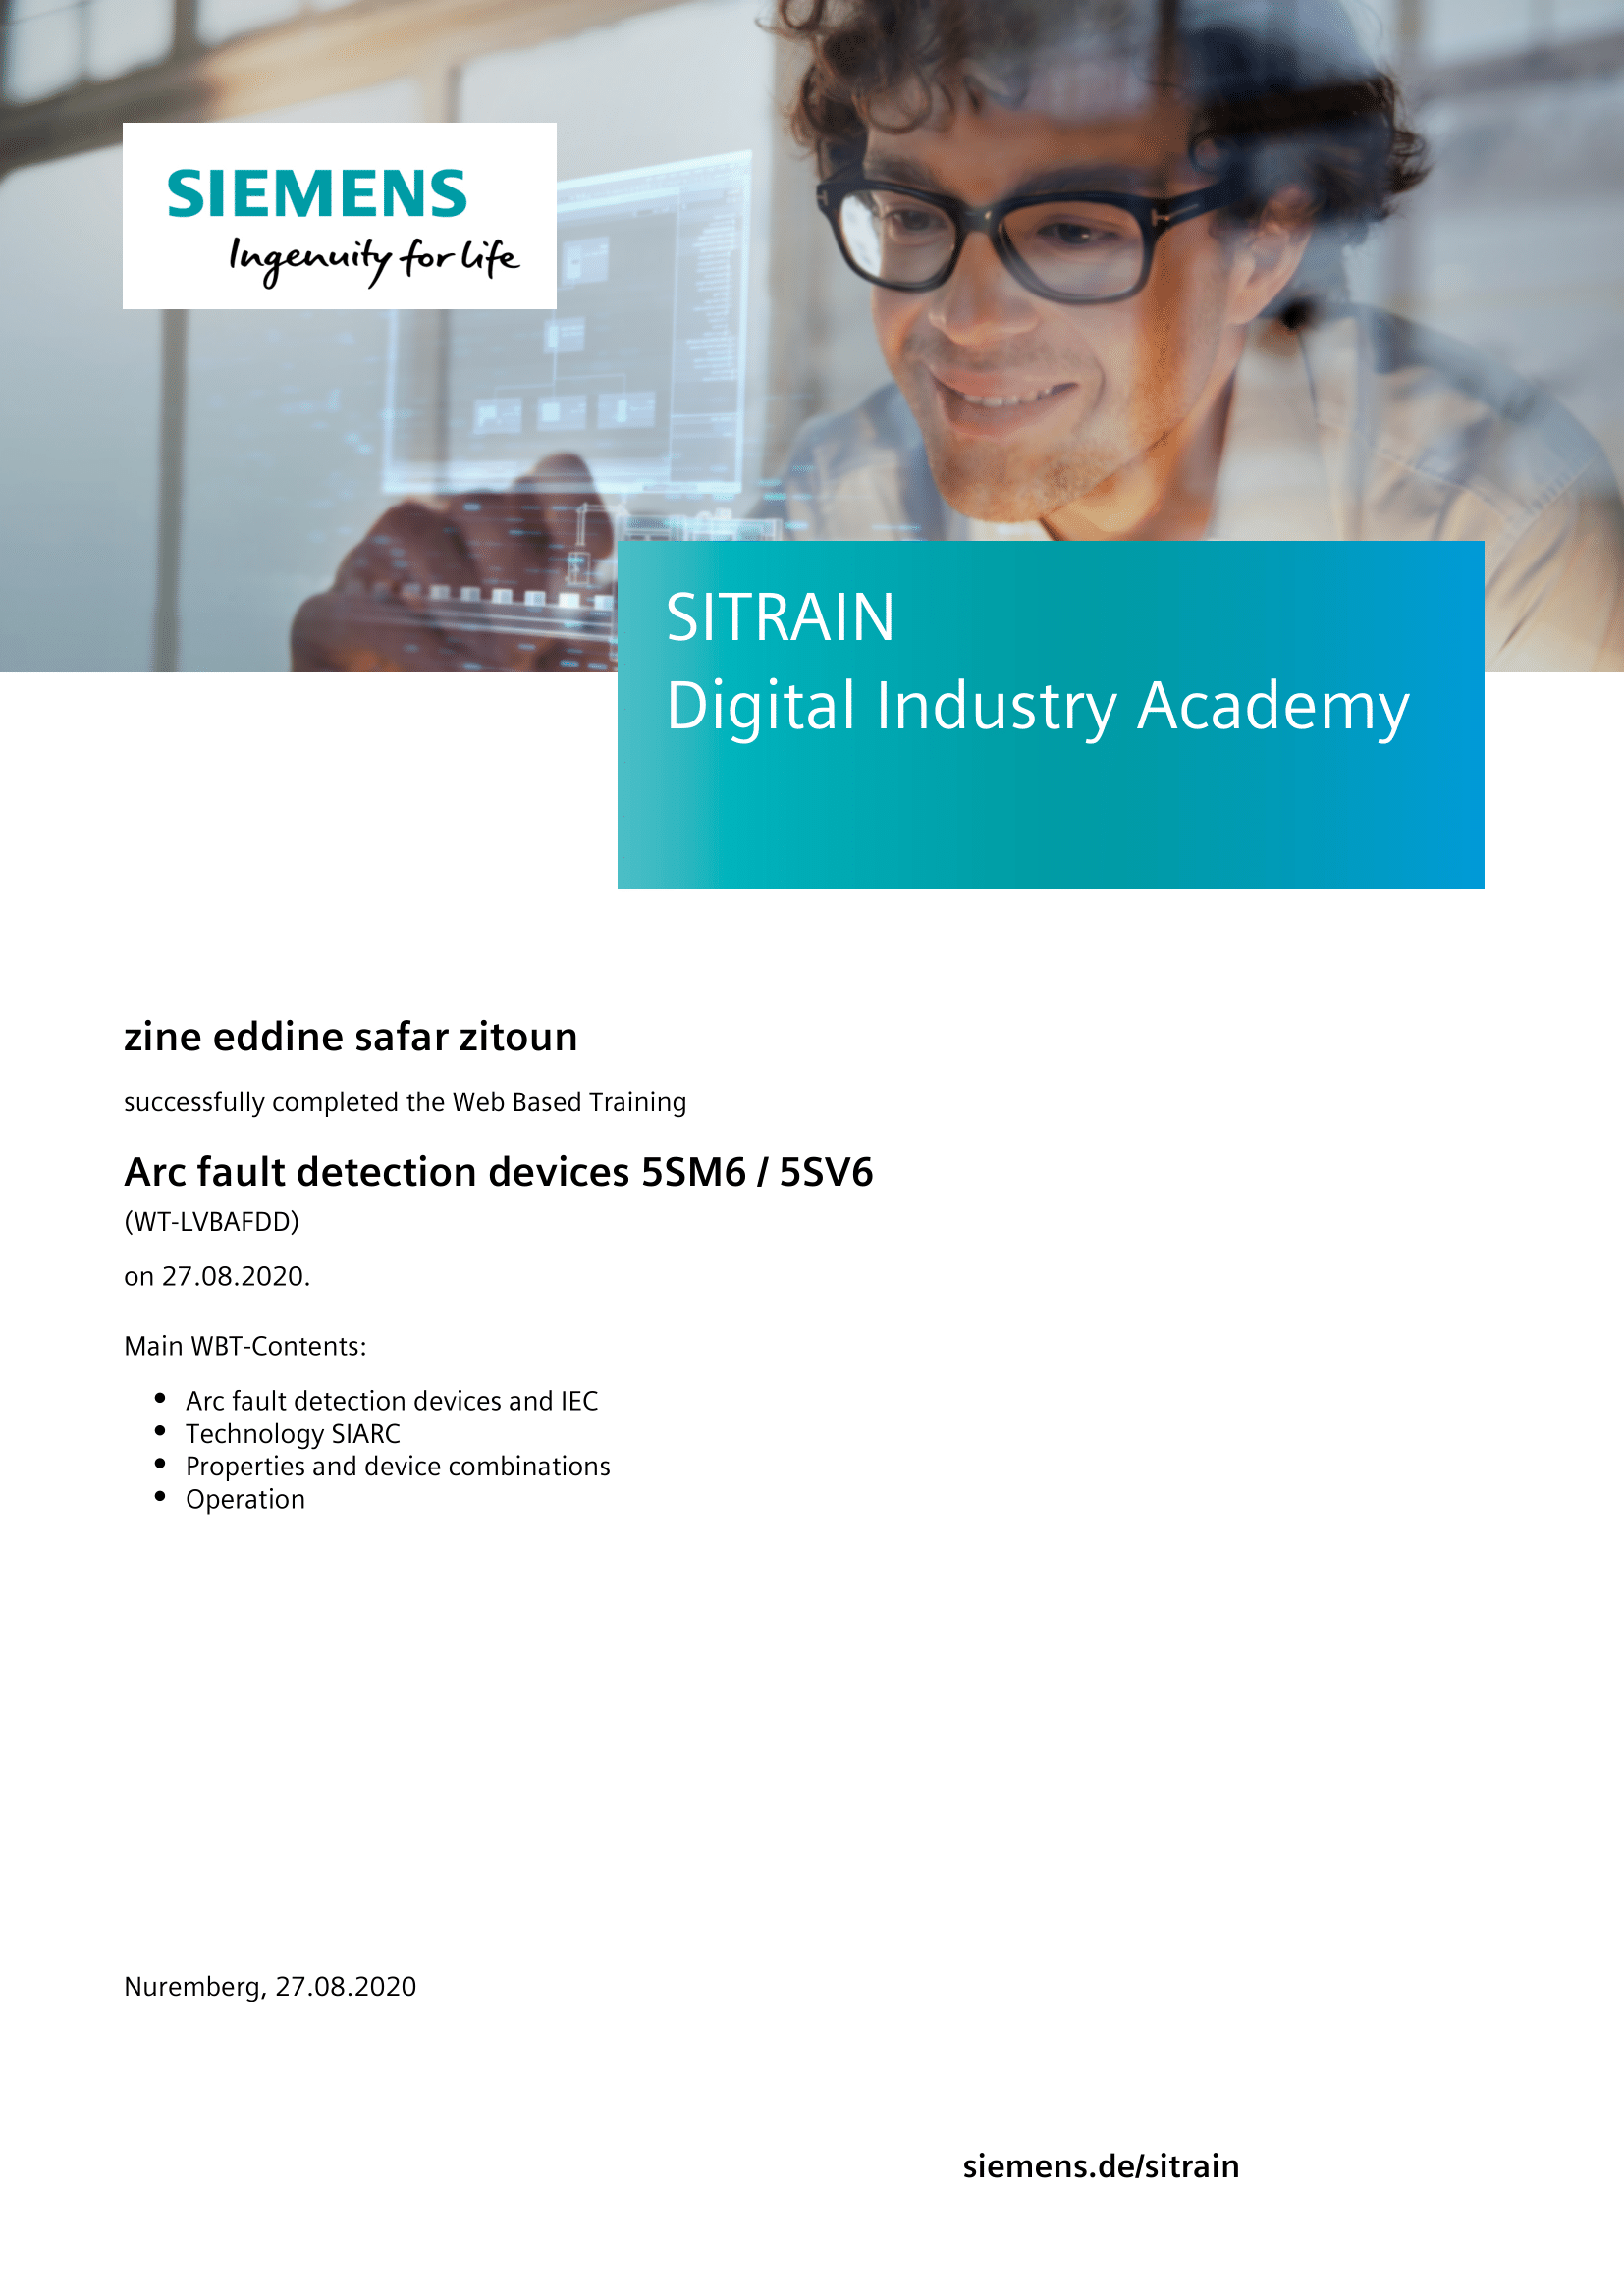 SIEMENS
Ingenuity for life
SITRAIN
Digital Industry Academy
zine eddine safar zitoun
successfully completed the Web Based Training
Arc fault detection devices 5SM6 / 5SV6
(WT-LVBAFDD)
on 27.08.2020.
Main WBT-Contents:
• Arc fault detection devices and IEC
• Technology SIARC
• Properties and device combinations
• Operation
Nuremberg, 27.08.2020
siemens.de/sitrain